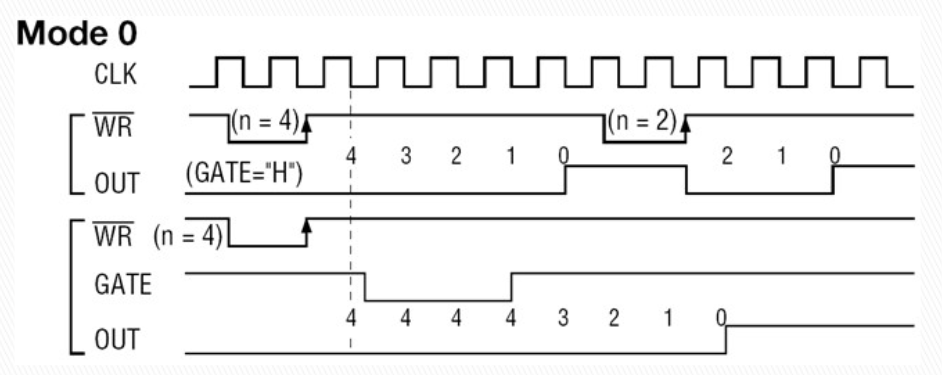 Mode 0
CLK
WR (n = 4) (n = 2)
4 3 2 1 0 2 1 0
OUT (GATE="H")
WR (n = 4)
GATE
4 4 4 4 3 2 1 0
OUT